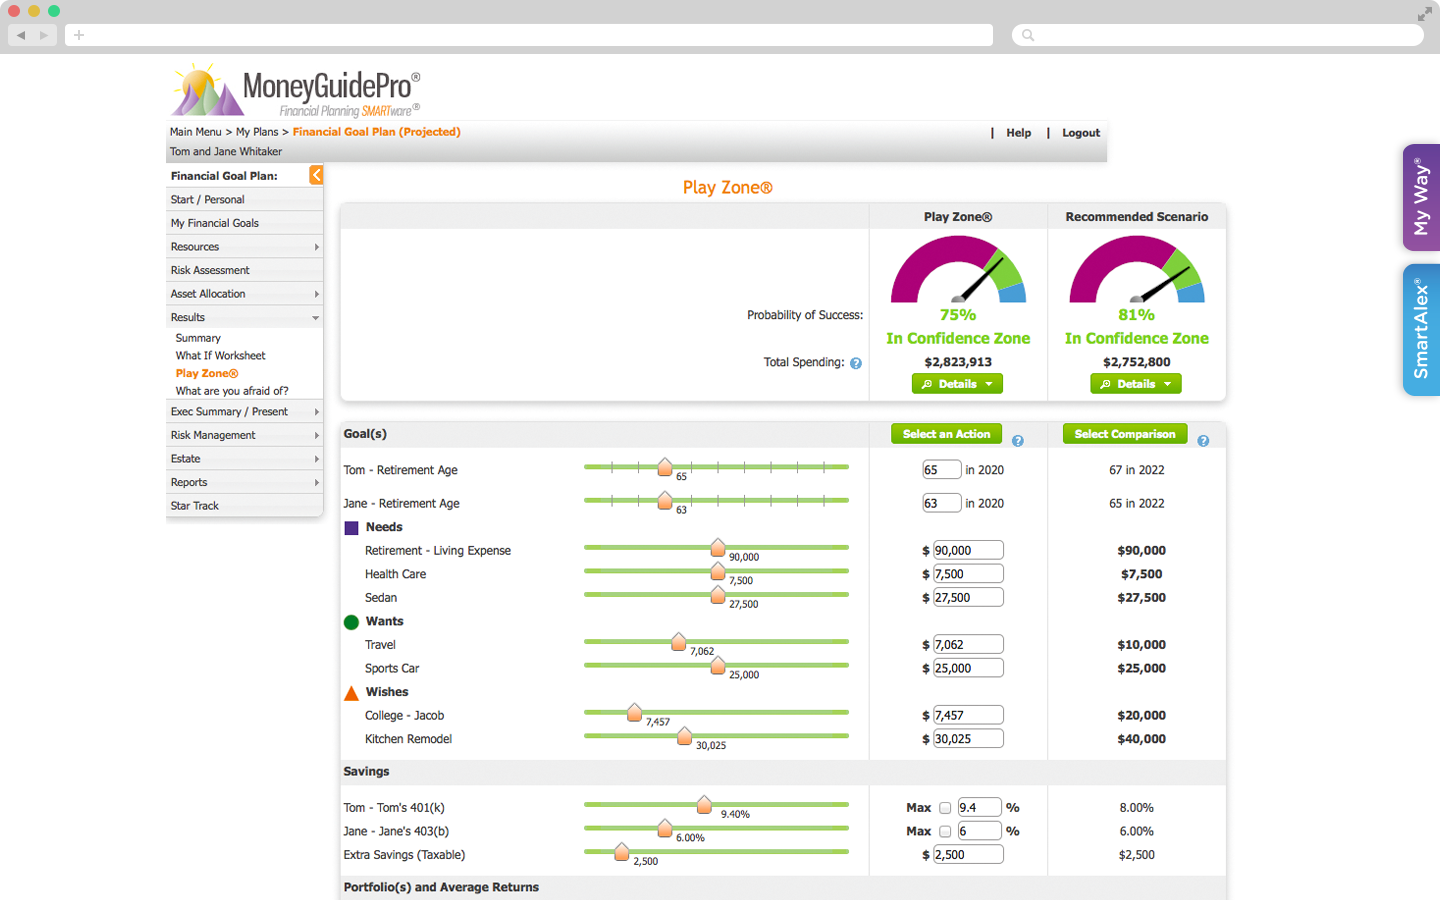 MoneyGuidePro®
Financial Planning SMARTware®
Main Menu > My Plans > Financial Goal Plan (Projected)
| Help | Logout
Tom and Jane Whitaker
Financial Goal Plan:
Start / Personal
My Financial Goals
Resources
Risk Assessment
Asset Allocation
Results
Summary
What If Worksheet
Play Zone®
What are you afraid of?
Exec Summary / Present
Risk Management
Estate
Reports
Star Track
Play Zone®
Play Zone® Recommended Scenario
Probability of Success: 75% 81%
In Confidence Zone In Confidence Zone
Total Spending: ? $2,823,913 $2,752,800
Details Details
Goal(s) Select an Action ? Select Comparison ?
Tom - Retirement Age 65 65 in 2020 67 in 2022
Jane - Retirement Age 63 63 in 2020 65 in 2022
Needs
Retirement - Living Expense 90,000 $ 90,000 $90,000
Health Care 7,500 $ 7,500 $7,500
Sedan 27,500 $ 27,500 $27,500
Wants
Travel 7,062 $ 7,062 $10,000
Sports Car 25,000 $ 25,000 $25,000
Wishes
College - Jacob 7,457 $ 7,457 $20,000
Kitchen Remodel 30,025 $ 30,025 $40,000
Savings
Tom - Tom's 401(k) 9.40% Max 9.4 % 8.00%
Jane - Jane's 403(b) 6.00% Max 6 % 6.00%
Extra Savings (Taxable) 2,500 $ 2,500 $2,500
Portfolio(s) and Average Returns
My Way®
SmartAlex®